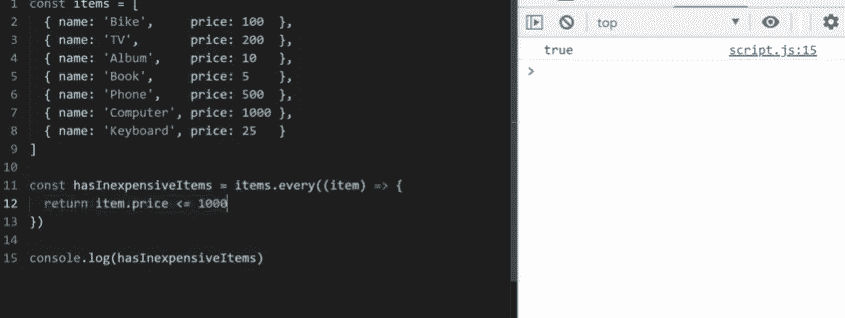 1 const items = [
2 { name: 'Bike', price: 100 },
3 { name: 'TV', price: 200 },
4 { name: 'Album', price: 10 },
5 { name: 'Book', price: 5 },
6 { name: 'Phone', price: 500 },
7 { name: 'Computer', price: 1000 },
8 { name: 'Keyboard', price: 25 }
9 ]
10
11 const hasInexpensiveItems = items.every((item) => {
12 return item.price <= 1000
13 })
14
15 console.log(hasInexpensiveItems)
top
true script.js:15
>